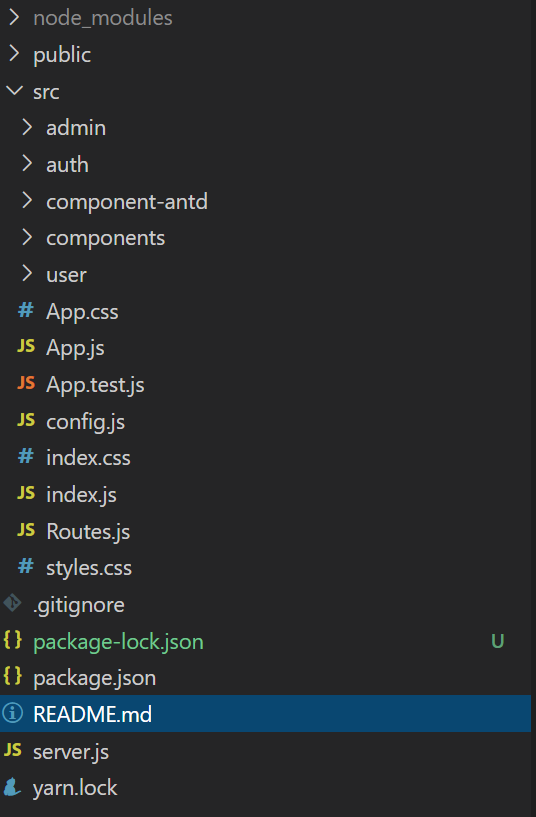 node_modules
public
src
admin
auth
component-antd
components
user
# App.css
JS App.js
JS App.test.js
JS config.js
# index.css
JS index.js
JS Routes.js
# styles.css
.gitignore
{} package-lock.json U
{} package.json
README.md
JS server.js
yarn.lock